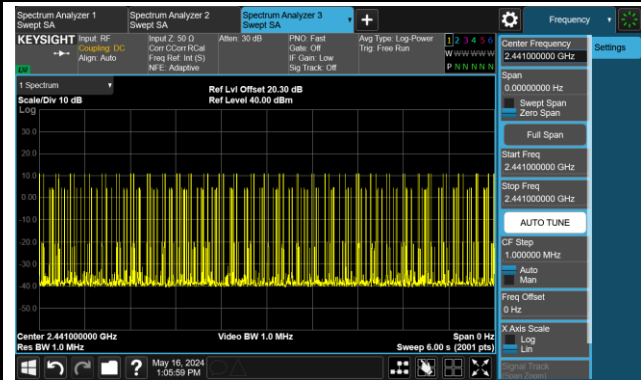 Spectrum Analyzer 1
Swept SA
Spectrum Analyzer 2
Swept SA
Spectrum Analyzer 3
Swept SA
Frequency
KEYSIGHT
Input: RF
Coupling: DC
Align: Auto
Input Z: 50 Ω
Corr CCorr RCal
Freq Ref: Int (S)
NFE: Adaptive
Atten: 30 dB
PNO: Fast
Gate: Off
IF Gain: Low
Sig Track: Off
Avg Type: Log-Power
Trig: Free Run
1 2 3 4 5 6
W W W W W W
P N N N N N
1 Spectrum
Scale/Div 10 dB
Log
Ref Lvl Offset 20.30 dB
Ref Level 40.00 dBm
30.0
20.0
10.0
0.00
-10.0
-20.0
-30.0
-40.0
-50.0
Center 2.441000000 GHz
Res BW 1.0 MHz
Video BW 1.0 MHz
Span 0 Hz
Sweep 6.00 s (2001 pts)
May 16, 2024
1:05:59 PM
?
Center Frequency
2.441000000 GHz
Span
0.00000000 Hz
Swept Span
Zero Span
Full Span
Start Freq
2.441000000 GHz
Stop Freq
2.441000000 GHz
AUTO TUNE
CF Step
1.000000 MHz
Auto
Man
Freq Offset
0 Hz
X Axis Scale
Log
Lin
Signal Track
(Span Zoom)
Settings